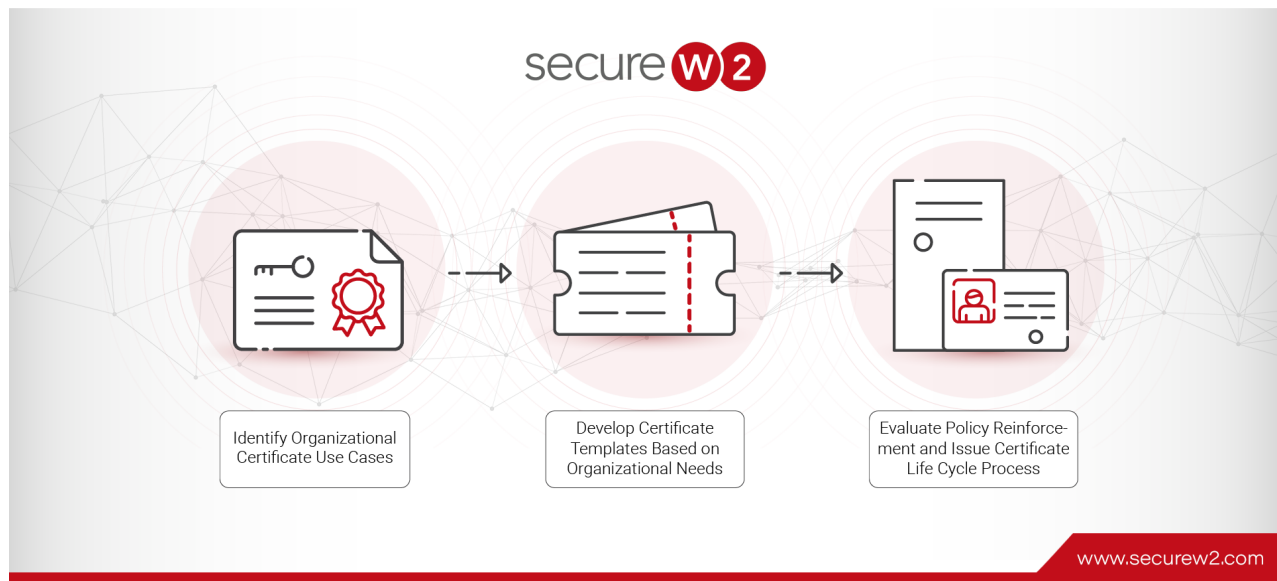 secure W2
Identify Organizational
Certificate Use Cases
Develop Certificate
Templates Based on
Organizational Needs
Evaluate Policy Reinforce-
ment and Issue Certificate
Life Cycle Process
www.securew2.com